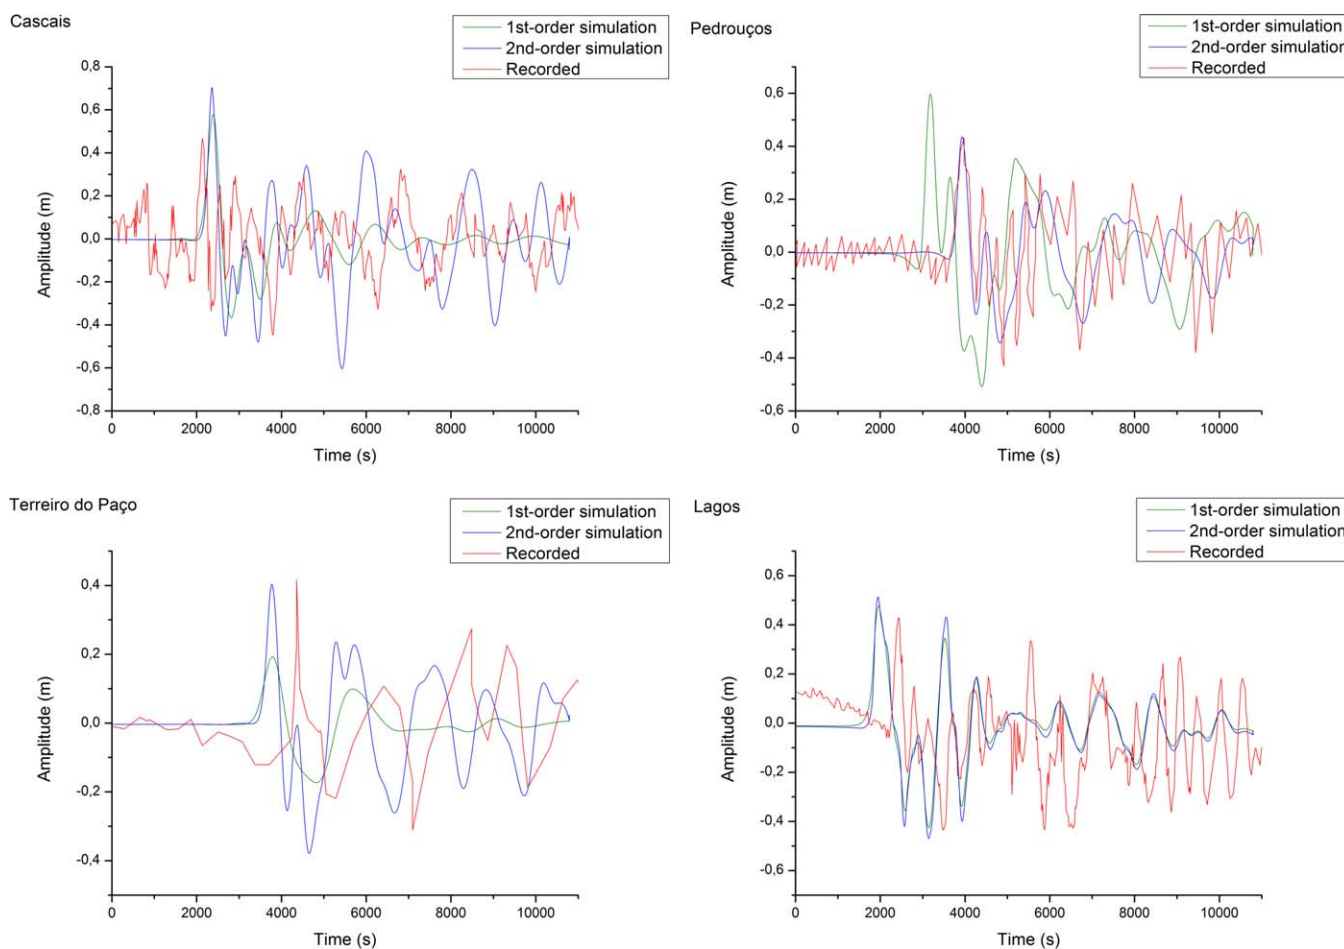 Cascais
1st-order simulation
2nd-order simulation
Recorded
0,8
0,6
0,4
0,2
0,0
-0,2
-0,4
-0,6
-0,8
Amplitude (m)
0 2000 4000 6000 8000 10000
Time (s)
Pedrouços
1st-order simulation
2nd-order simulation
Recorded
0,6
0,4
0,2
0,0
-0,2
-0,4
-0,6
Amplitude (m)
0 2000 4000 6000 8000 10000
Time (s)
Terreiro do Paço
1st-order simulation
2nd-order simulation
Recorded
0,4
0,2
0,0
-0,2
-0,4
Amplitude (m)
0 2000 4000 6000 8000 10000
Time (s)
Lagos
1st-order simulation
2nd-order simulation
Recorded
0,6
0,4
0,2
0,0
-0,2
-0,4
-0,6
Amplitude (m)
0 2000 4000 6000 8000 10000
Time (s)